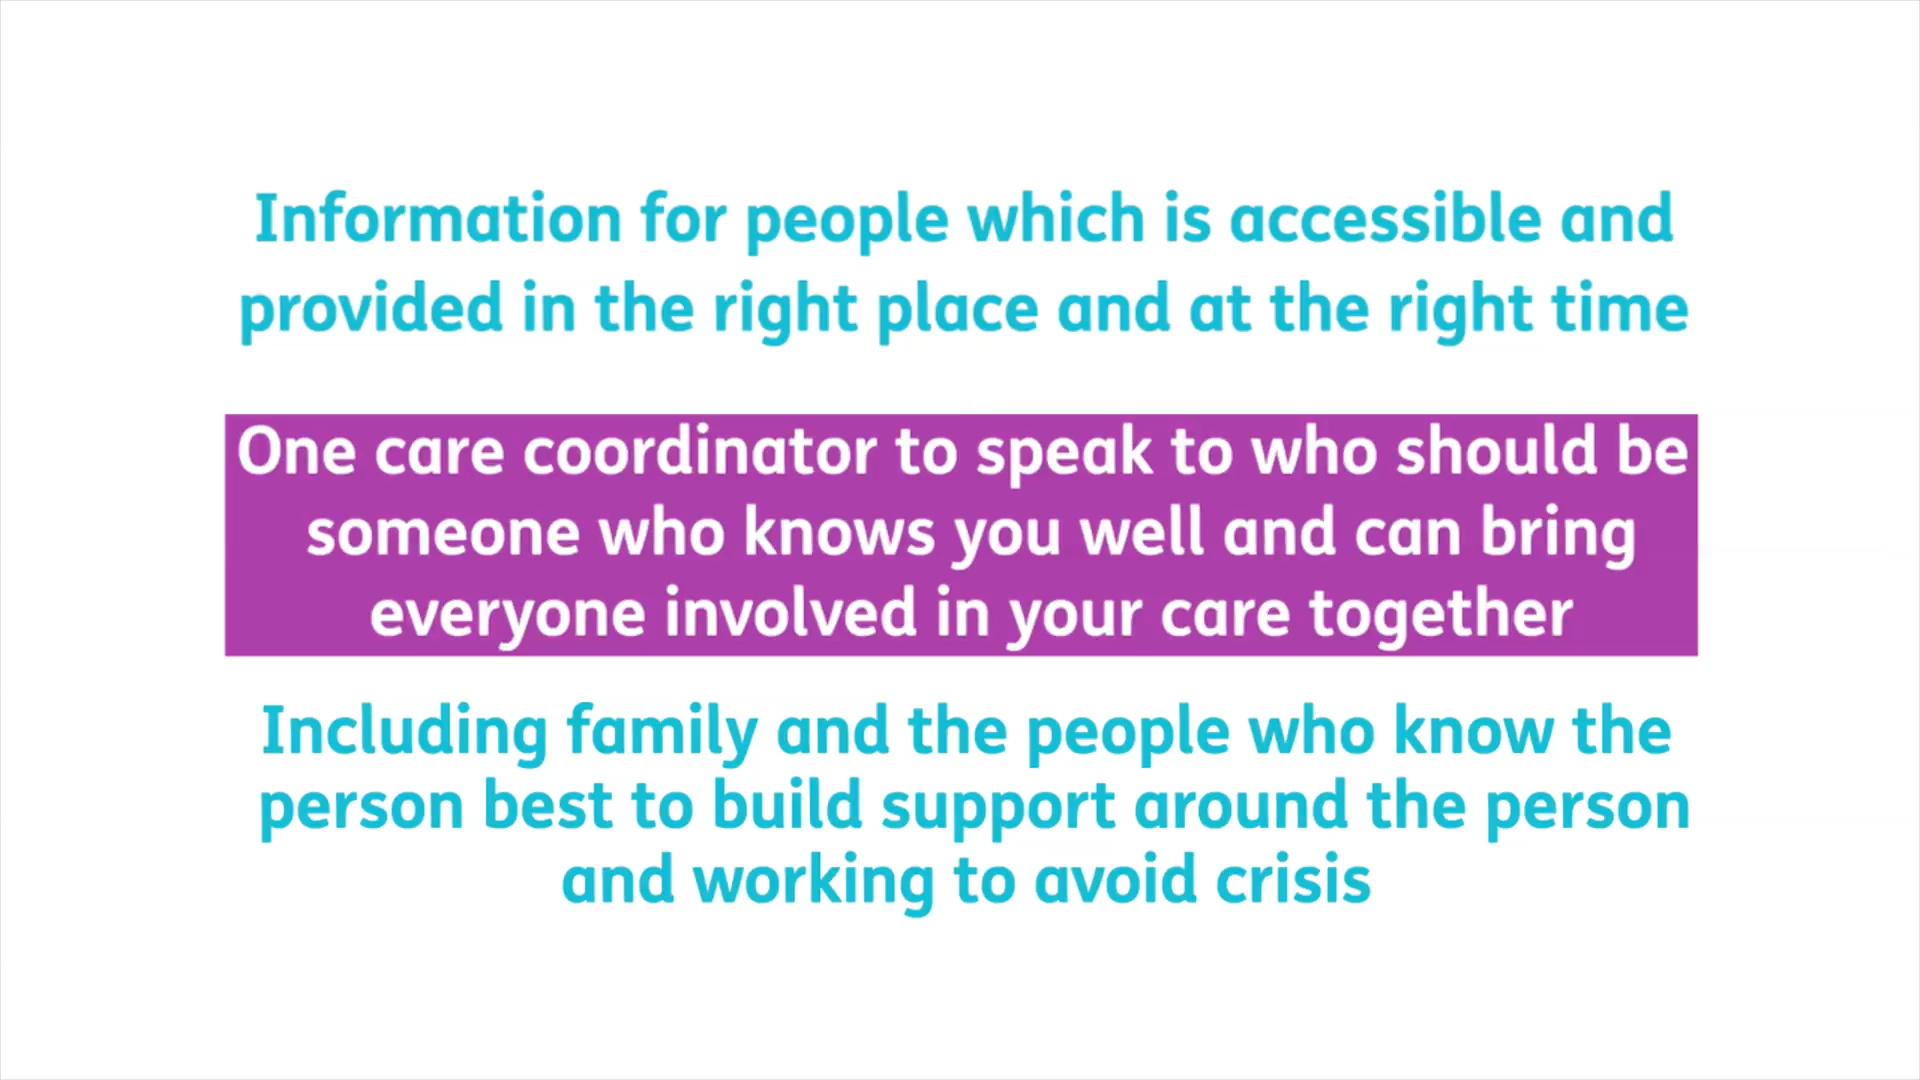 Information for people which is accessible and
provided in the right place and at the right time
One care coordinator to speak to who should be
someone who knows you well and can bring
everyone involved in your care together
Including family and the people who know the
person best to build support around the person
and working to avoid crisis